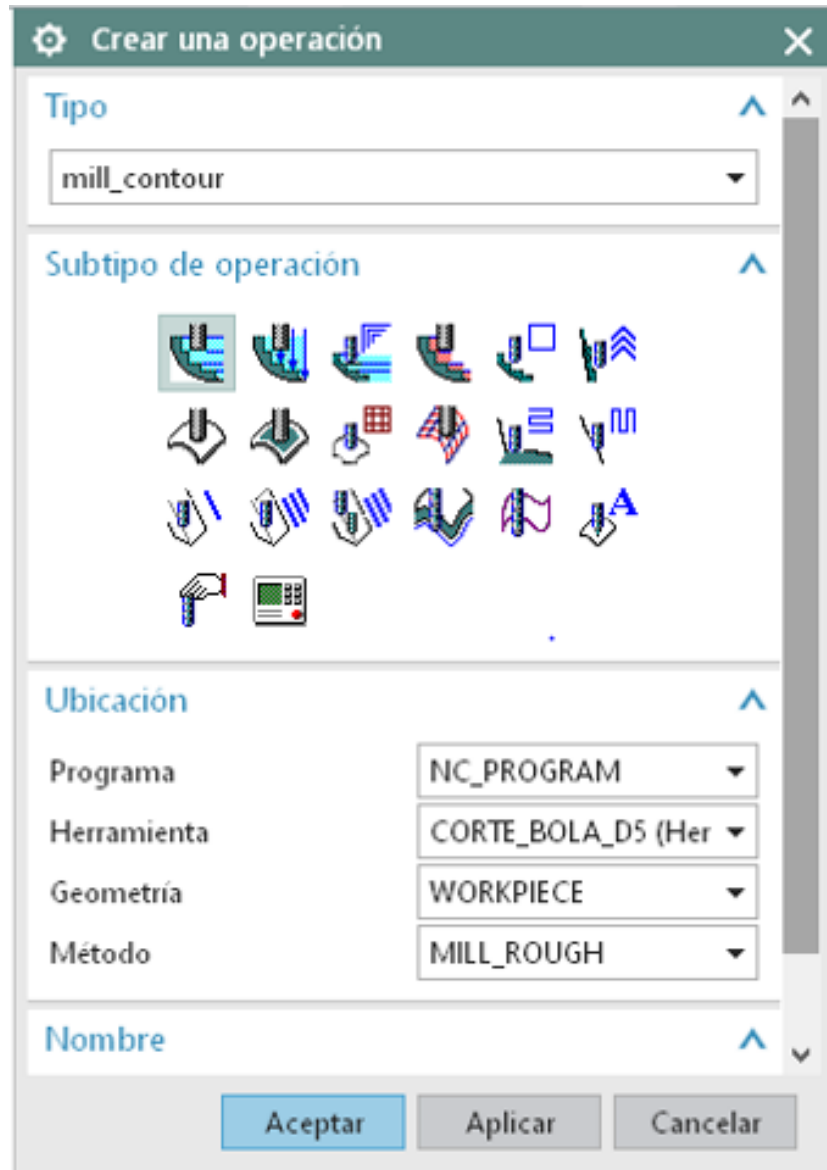 Crear una operación
Tipo
mill_contour
Subtipo de operación
A
Ubicación
Programa NC_PROGRAM
Herramienta CORTE_BOLA_D5 (Her
Geometría WORKPIECE
Método MILL_ROUGH
Nombre
Aceptar Aplicar Cancelar